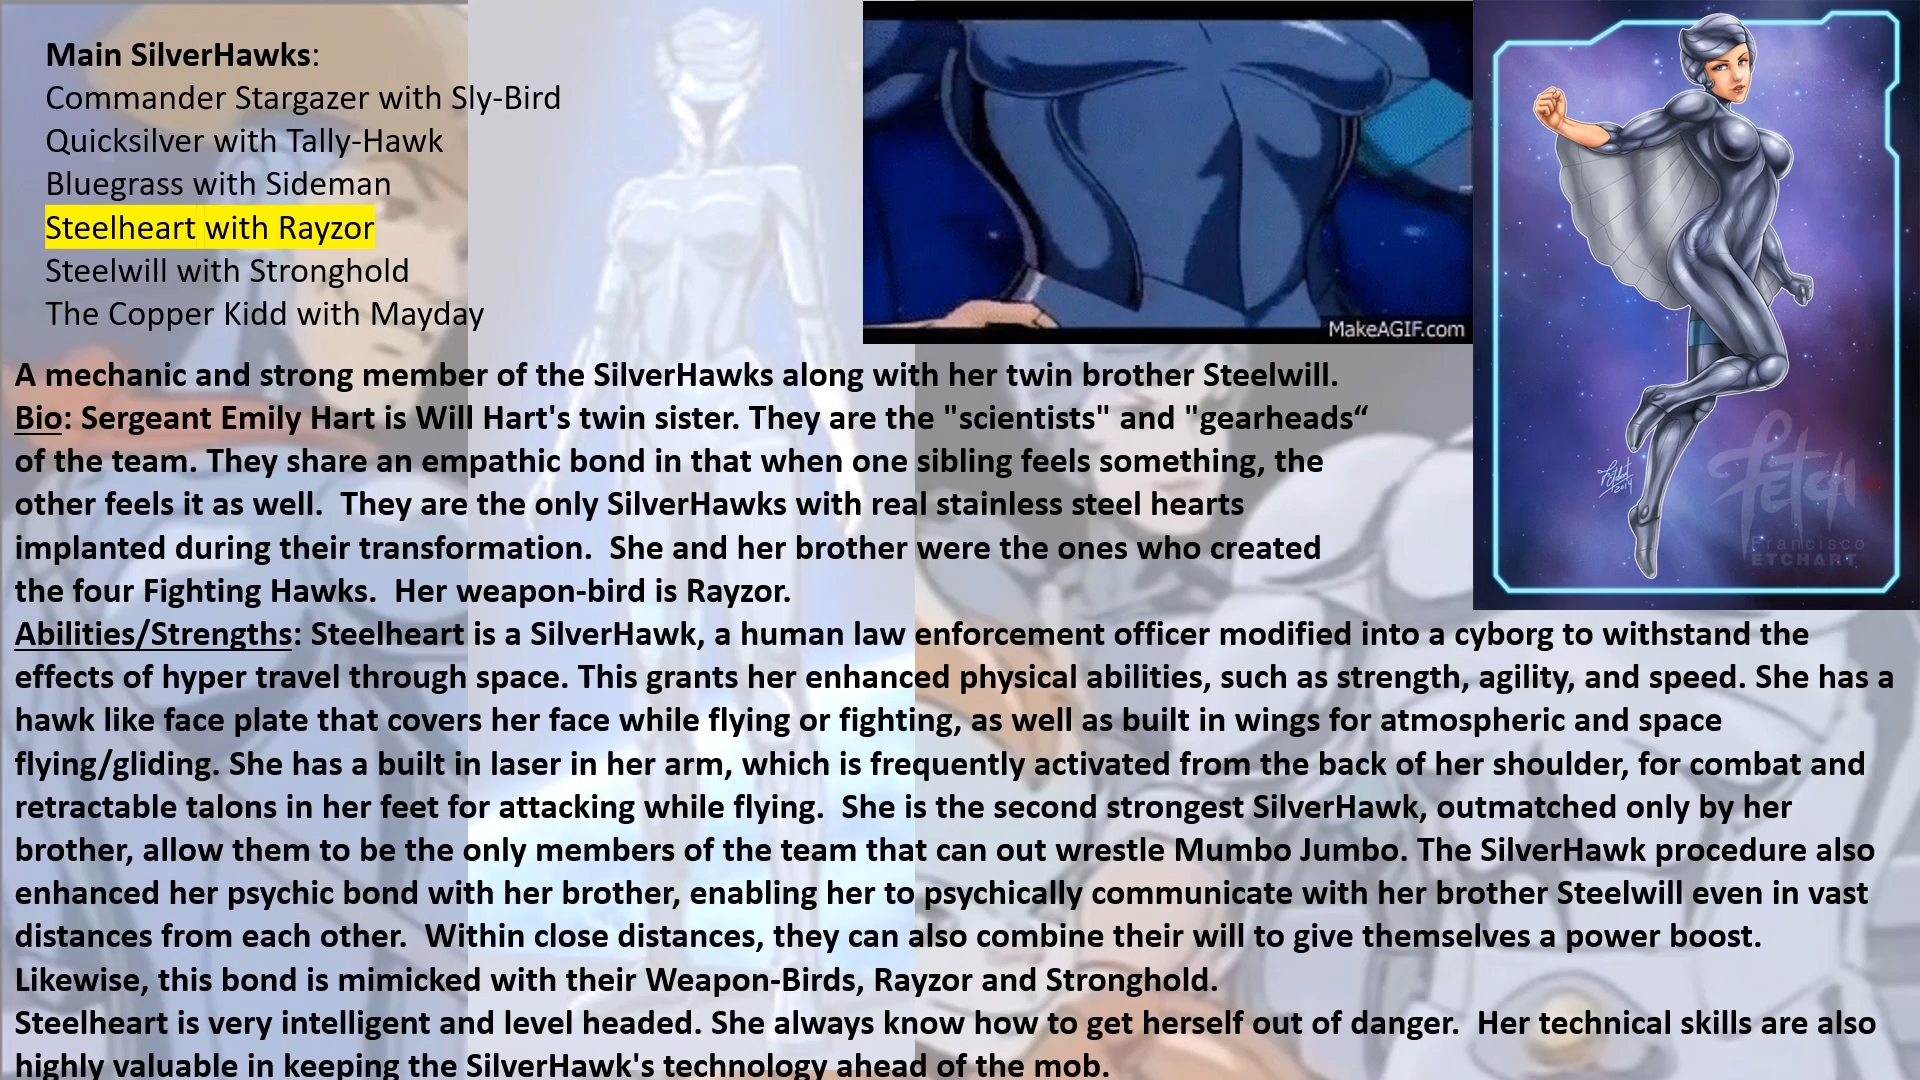 Main SilverHawks:
Commander Stargazer with Sly-Bird
Quicksilver with Tally-Hawk
Bluegrass with Sideman
Steelheart with Rayzor
Steelwill with Stronghold
The Copper Kidd with Mayday
MakeAGIF.com
A mechanic and strong member of the SilverHawks along with her twin brother Steelwill.
Bio: Sergeant Emily Hart is Will Hart's twin sister. They are the "scientists" and "gearheads“
of the team. They share an empathic bond in that when one sibling feels something, the
other feels it as well.  They are the only SilverHawks with real stainless steel hearts
implanted during their transformation.  She and her brother were the ones who created
the four Fighting Hawks.  Her weapon-bird is Rayzor.
2014
FETCH
Francisco
ETCHART
Abilities/Strengths: Steelheart is a SilverHawk, a human law enforcement officer modified into a cyborg to withstand the
effects of hyper travel through space. This grants her enhanced physical abilities, such as strength, agility, and speed. She has a
hawk like face plate that covers her face while flying or fighting, as well as built in wings for atmospheric and space
flying/gliding. She has a built in laser in her arm, which is frequently activated from the back of her shoulder, for combat and
retractable talons in her feet for attacking while flying.  She is the second strongest SilverHawk, outmatched only by her
brother, allow them to be the only members of the team that can out wrestle Mumbo Jumbo. The SilverHawk procedure also
enhanced her psychic bond with her brother, enabling her to psychically communicate with her brother Steelwill even in vast
distances from each other.  Within close distances, they can also combine their will to give themselves a power boost.
Likewise, this bond is mimicked with their Weapon-Birds, Rayzor and Stronghold.
Steelheart is very intelligent and level headed. She always know how to get herself out of danger.  Her technical skills are also
highly valuable in keeping the SilverHawk's technology ahead of the mob.